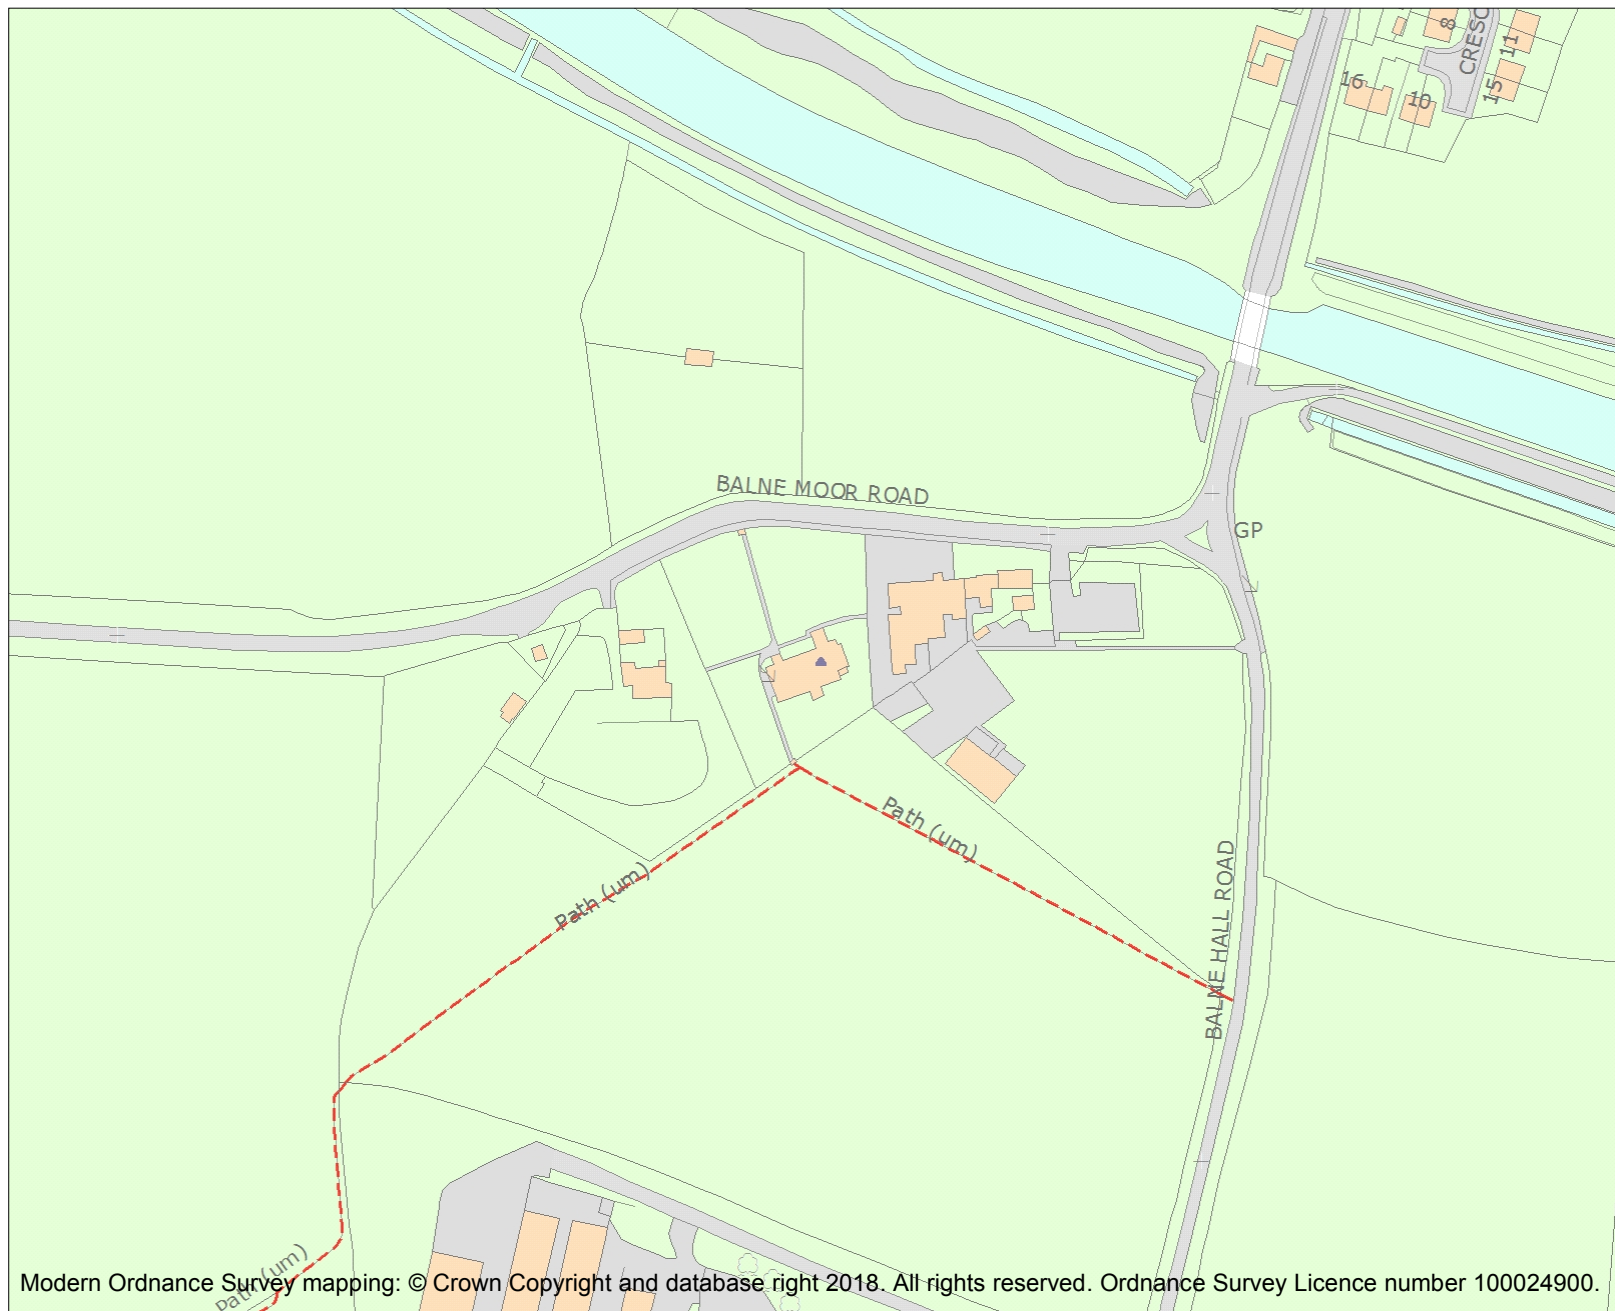 8
CRESC
11
16
10
15
BALNE MOOR ROAD
GP
Path (um)
Path (um)
BALNE HALL ROAD
Path (um)
Modern Ordnance Survey mapping: © Crown Copyright and database right 2018. All rights reserved. Ordnance Survey Licence number 100024900.